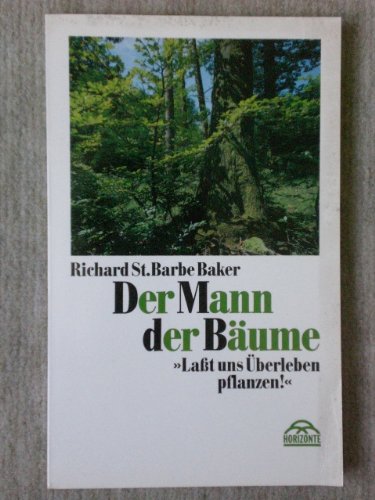 Richard St.Barbe Baker
Der Mann
der Bäume
»Laßt uns Überleben
pflanzen!«
HORIZONTE